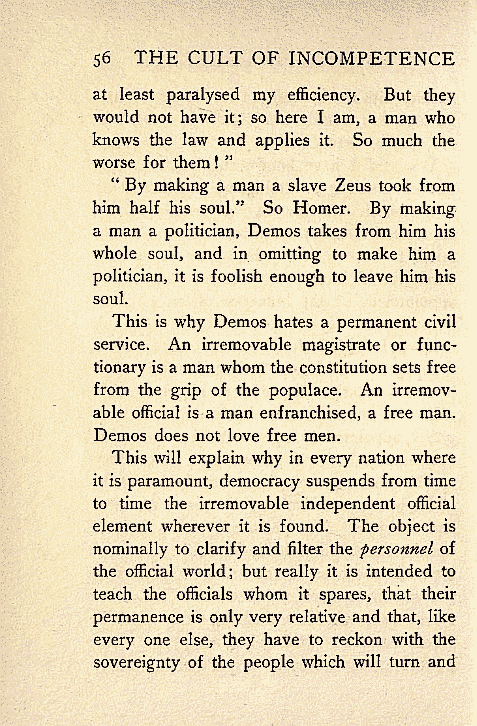 56 THE CULT OF INCOMPETENCE
at least paralysed my efficiency. But they
would not have it; so here I am, a man who
knows the law and applies it. So much the
worse for them!"
"By making a man a slave Zeus took from
him half his soul." So Homer. By making
a man a politician, Demos takes from him his
whole soul, and in omitting to make him a
politician, it is foolish enough to leave him his
soul.
This is why Demos hates a permanent civil
service. An irremovable magistrate or func-
tionary is a man whom the constitution sets free
from the grip of the populace. An irremov-
able official is a man enfranchised, a free man.
Demos does not love free men.
This will explain why in every nation where
it is paramount, democracy suspends from time
to time the irremovable independent official
element wherever it is found. The object is
nominally to clarify and filter the personnel of
the official world; but really it is intended to
teach the officials whom it spares, that their
permanence is only very relative and that, like
every one else, they have to reckon with the
sovereignty of the people which will turn and